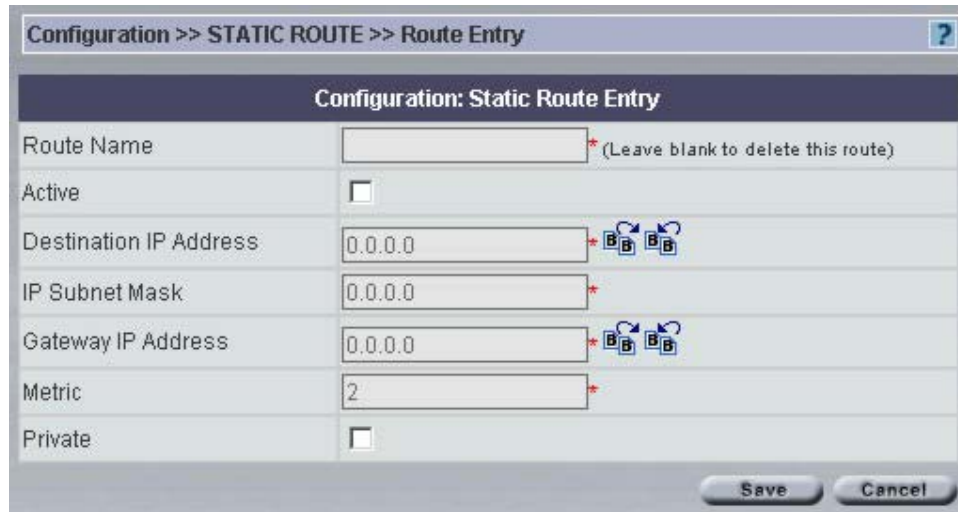 Configuration >> STATIC ROUTE >> Route Entry ?
Configuration: Static Route Entry
Route Name * (Leave blank to delete this route)
Active
Destination IP Address 0.0.0.0 * B B B B
IP Subnet Mask 0.0.0.0 *
Gateway IP Address 0.0.0.0 * B B B B
Metric 2 *
Private
Save Cancel